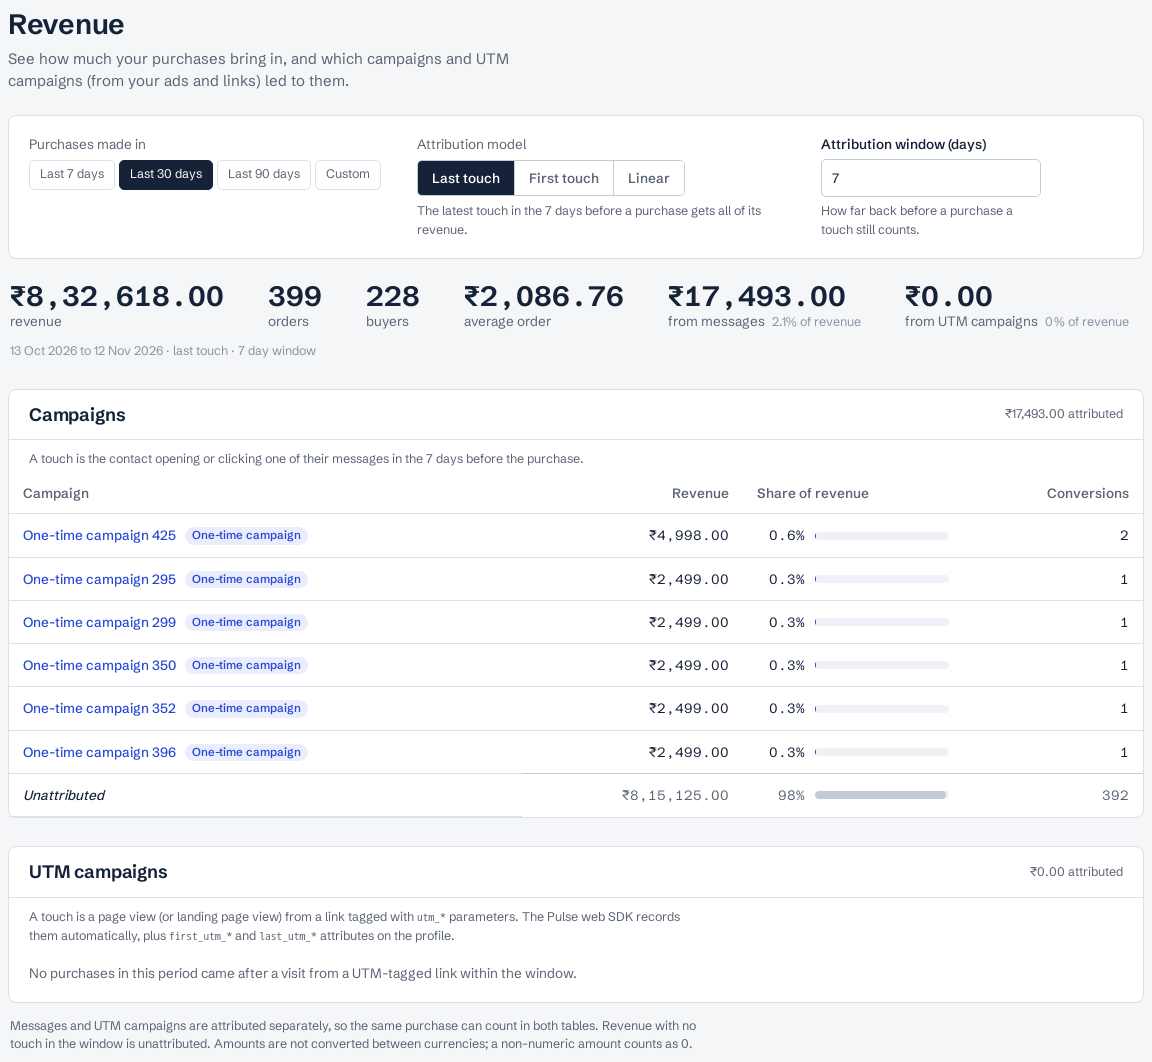 Revenue
See how much your purchases bring in, and which campaigns and UTM
campaigns (from your ads and links) led to them.
Purchases made in
Last 7 days Last 30 days Last 90 days Custom
Attribution model
Last touch First touch Linear
The latest touch in the 7 days before a purchase gets all of its
revenue.
Attribution window (days)
7
How far back before a purchase a
touch still counts.
₹8,32,618.00 399 228 ₹2,086.76 ₹17,493.00 ₹0.00
revenue orders buyers average order from messages 2.1% of revenue from UTM campaigns 0% of revenue
13 Oct 2026 to 12 Nov 2026 · last touch · 7 day window
Campaigns ₹17,493.00 attributed
A touch is the contact opening or clicking one of their messages in the 7 days before the purchase.
Campaign Revenue Share of revenue Conversions
One-time campaign 425 One-time campaign ₹4,998.00 0.6% 2
One-time campaign 295 One-time campaign ₹2,499.00 0.3% 1
One-time campaign 299 One-time campaign ₹2,499.00 0.3% 1
One-time campaign 350 One-time campaign ₹2,499.00 0.3% 1
One-time campaign 352 One-time campaign ₹2,499.00 0.3% 1
One-time campaign 396 One-time campaign ₹2,499.00 0.3% 1
Unattributed ₹8,15,125.00 98% 392
UTM campaigns ₹0.00 attributed
A touch is a page view (or landing page view) from a link tagged with utm_* parameters. The Pulse web SDK records
them automatically, plus first_utm_* and last_utm_* attributes on the profile.
No purchases in this period came after a visit from a UTM-tagged link within the window.
Messages and UTM campaigns are attributed separately, so the same purchase can count in both tables. Revenue with no
touch in the window is unattributed. Amounts are not converted between currencies; a non-numeric amount counts as 0.